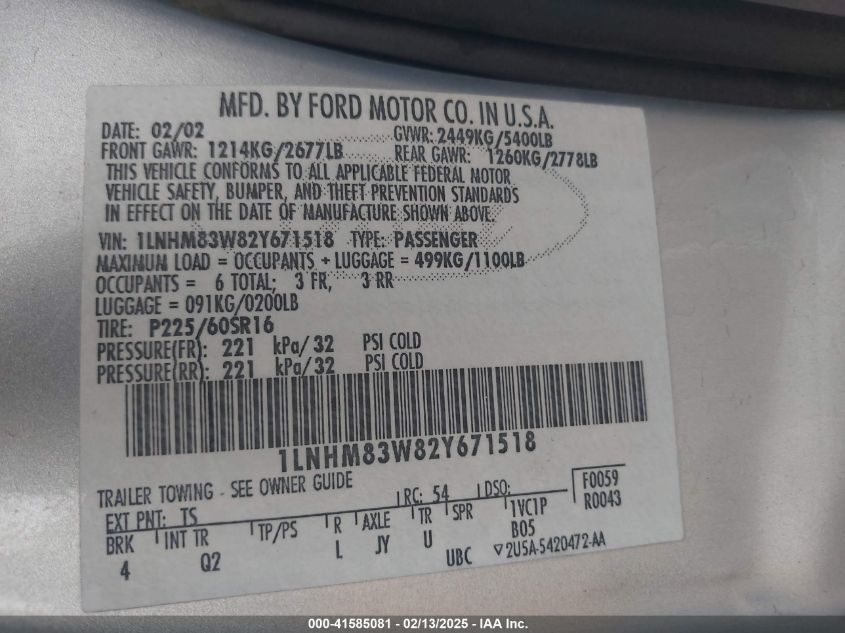 MFD. BY FORD MOTOR CO. IN U.S.A.
DATE: 02/02 GVWR: 2449KG/5400LB
FRONT GAWR: 1214KG/2677LB REAR GAWR: 1260KG/2778LB
THIS VEHICLE CONFORMS TO ALL APPLICABLE FEDERAL MOTOR
VEHICLE SAFETY, BUMPER, AND THEFT PREVENTION STANDARDS
IN EFFECT ON THE DATE OF MANUFACTURE SHOWN ABOVE.
VIN: 1LNHM83W82Y671518 TYPE: PASSENGER
MAXIMUM LOAD = OCCUPANTS + LUGGAGE = 499KG/1100LB
OCCUPANTS = 6 TOTAL; 3 FR, 3 RR
LUGGAGE = 091KG/0200LB
TIRE: P225/60SR16
PRESSURE(FR): 221 kPa/32 PSI COLD
PRESSURE(RR): 221 kPa/32 PSI COLD
1LNHM83W82Y671518
TRAILER TOWING - SEE OWNER GUIDE
EXT PNT: TS RC: 54 DSO: F0059
R0043
BRK INT TR TP/PS R AXLE TR SPR 1VC1P
4 Q2 L JY U B05
UBC 2U5A-5420472-AA
000-41585081 - 02/13/2025 - IAA Inc.